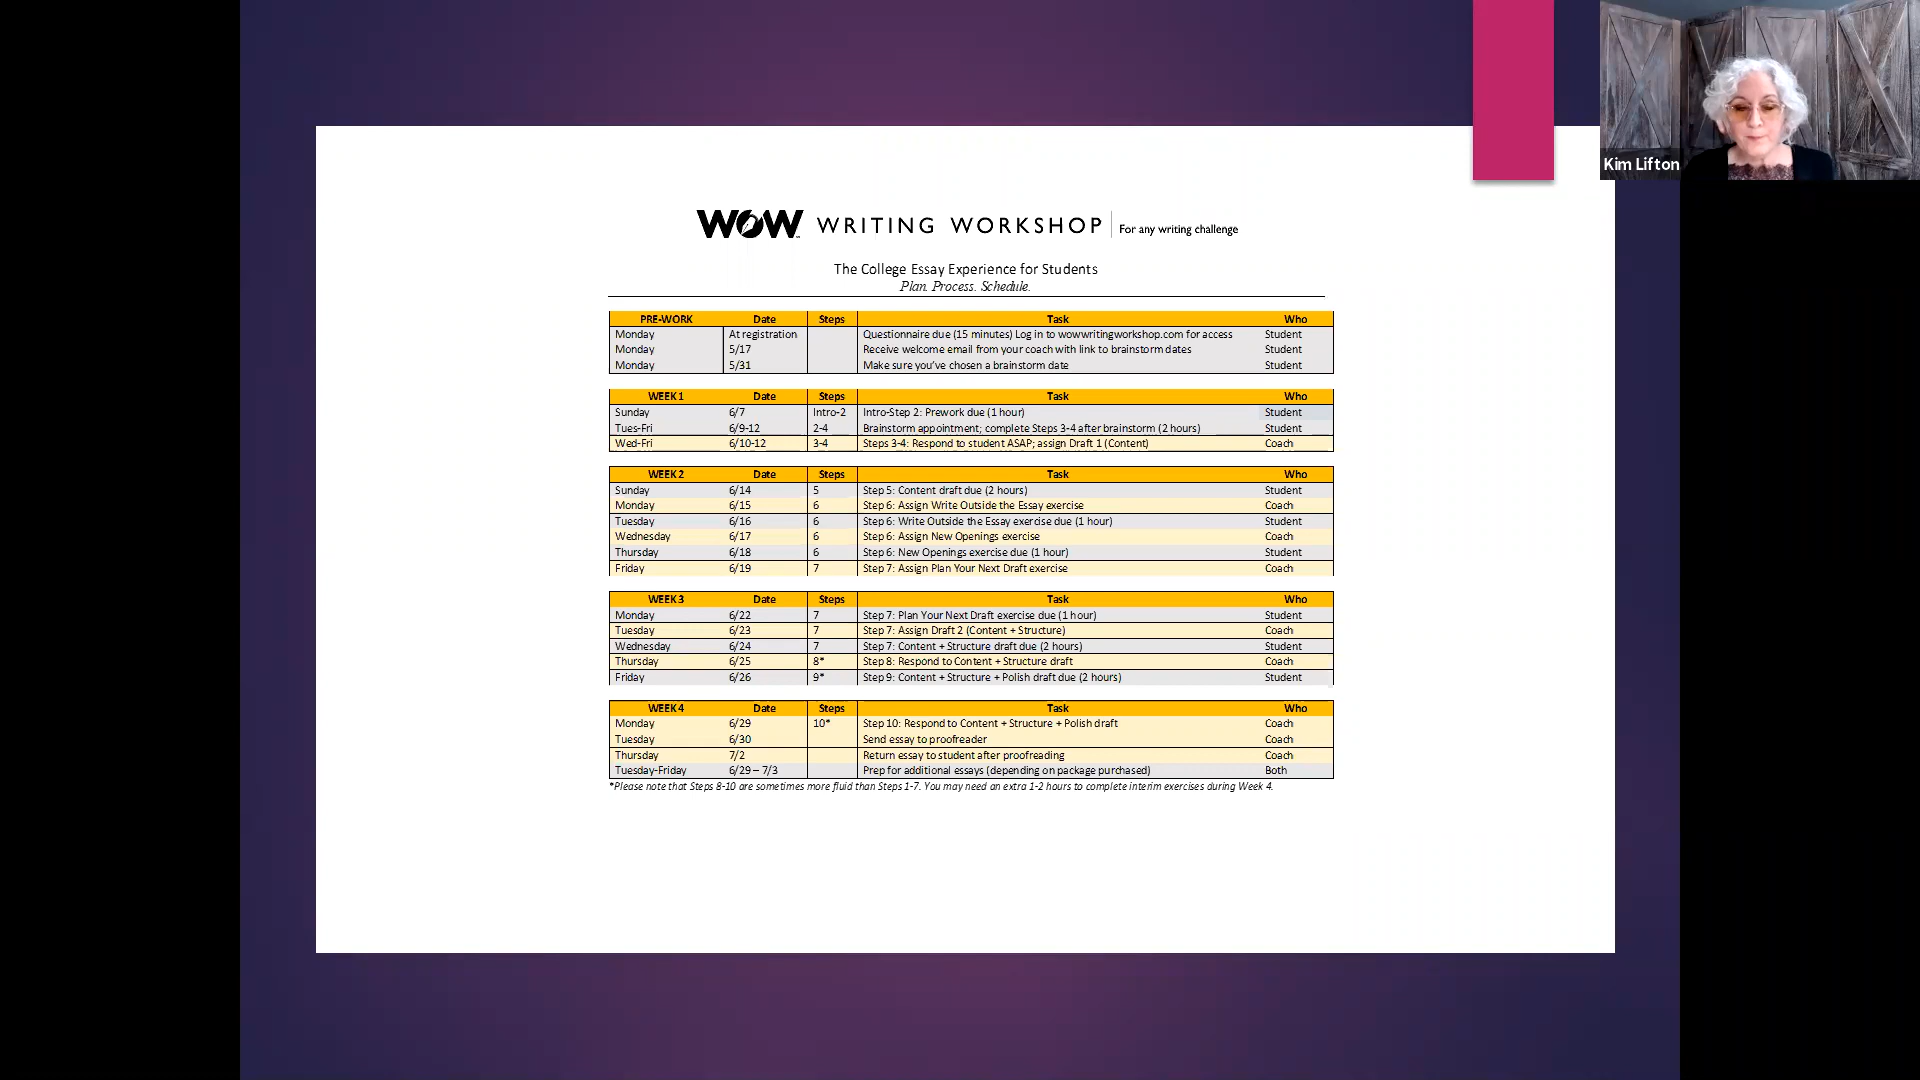 Kim Lifton
WOW WRITING WORKSHOP For any writing challenge
The College Essay Experience for Students
Plan. Process. Schedule.
PRE-WORK Date Steps Task Who
Monday At registration Questionnaire due (15 minutes) Log in to wowwritingworkshop.com for access Student
Monday 5/17 Receive welcome email from your coach with link to brainstorm dates Student
Monday 5/31 Make sure you've chosen a brainstorm date Student
WEEK 1 Date Steps Task Who
Sunday 6/7 Intro-2 Intro-Step 2: Prework due (1 hour) Student
Tues-Fri 6/9-12 2-4 Brainstorm appointment; complete Steps 3-4 after brainstorm (2 hours) Student
Wed-Fri 6/10-12 3-4 Steps 3-4: Respond to student ASAP; assign Draft 1 (Content) Coach
WEEK 2 Date Steps Task Who
Sunday 6/14 5 Step 5: Content draft due (2 hours) Student
Monday 6/15 6 Step 6: Assign Write Outside the Essay exercise Coach
Tuesday 6/16 6 Step 6: Write Outside the Essay exercise due (1 hour) Student
Wednesday 6/17 6 Step 6: Assign New Openings exercise Coach
Thursday 6/18 6 Step 6: New Openings exercise due (1 hour) Student
Friday 6/19 7 Step 7: Assign Plan Your Next Draft exercise Coach
WEEK 3 Date Steps Task Who
Monday 6/22 7 Step 7: Plan Your Next Draft exercise due (1 hour) Student
Tuesday 6/23 7 Step 7: Assign Draft 2 (Content + Structure) Coach
Wednesday 6/24 7 Step 7: Content + Structure draft due (2 hours) Student
Thursday 6/25 8* Step 8: Respond to Content + Structure draft Coach
Friday 6/26 9* Step 9: Content + Structure + Polish draft due (2 hours) Student
WEEK 4 Date Steps Task Who
Monday 6/29 10* Step 10: Respond to Content + Structure + Polish draft Coach
Tuesday 6/30 Send essay to proofreader Coach
Thursday 7/2 Return essay to student after proofreading Coach
Tuesday-Friday 6/29 – 7/3 Prep for additional essays (depending on package purchased) Both
*Please note that Steps 8-10 are sometimes more fluid than Steps 1-7. You may need an extra 1-2 hours to complete interim exercises during Week 4.